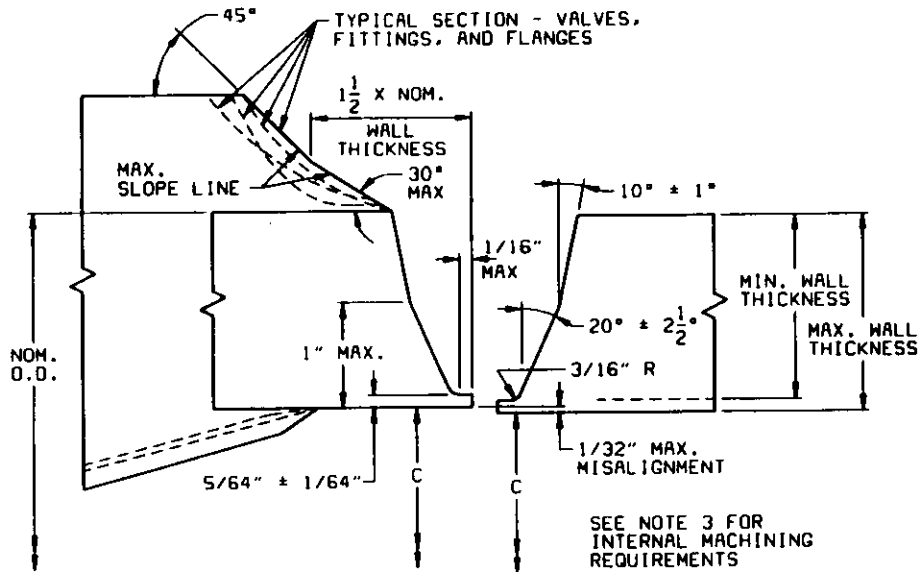 45°
TYPICAL SECTION - VALVES,
FITTINGS, AND FLANGES
1 1/2 X NOM.
WALL
THICKNESS
MAX.
SLOPE LINE
30°
MAX
10° ± 1°
1/16"
MAX
MIN. WALL
THICKNESS
MAX. WALL
THICKNESS
20° ± 2 1/2°
NOM.
O.D.
1" MAX.
3/16" R
1/32" MAX.
MISALIGNMENT
5/64" ± 1/64"
C
C
SEE NOTE 3 FOR
INTERNAL MACHINING
REQUIREMENTS